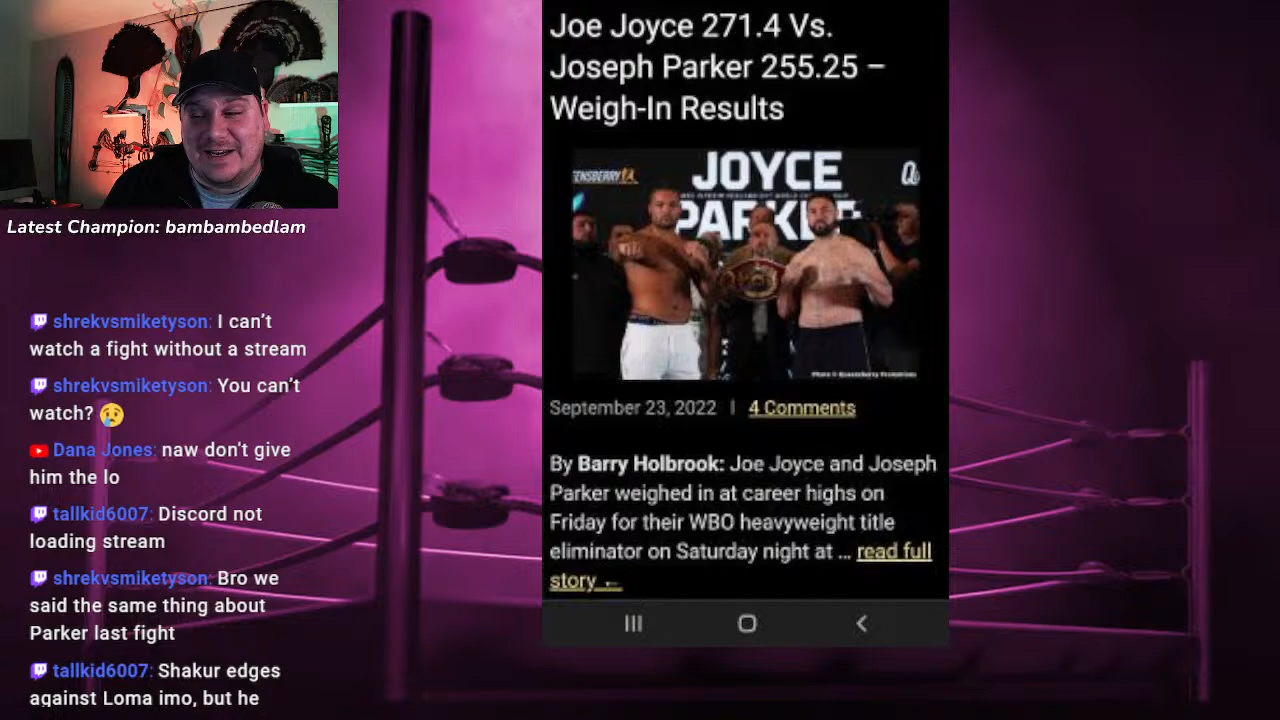 Joe Joyce 271.4 Vs.
Joseph Parker 255.25 –
Weigh-In Results
JOYCE
PARKER
September 23, 2022 | 4 Comments
By Barry Holbrook: Joe Joyce and Joseph
Parker weighed in at career highs on
Friday for their WBO heavyweight title
eliminator on Saturday night at ... read full
story ←
Latest Champion: bambambedlam
shrekvsmiketyson: I can't
watch a fight without a stream
shrekvsmiketyson: You can't
watch? 😢
Dana Jones: naw don't give
him the lo
tallkid6007: Discord not
loading stream
shrekvsmiketyson: Bro we
said the same thing about
Parker last fight
tallkid6007: Shakur edges
against Loma imo, but he